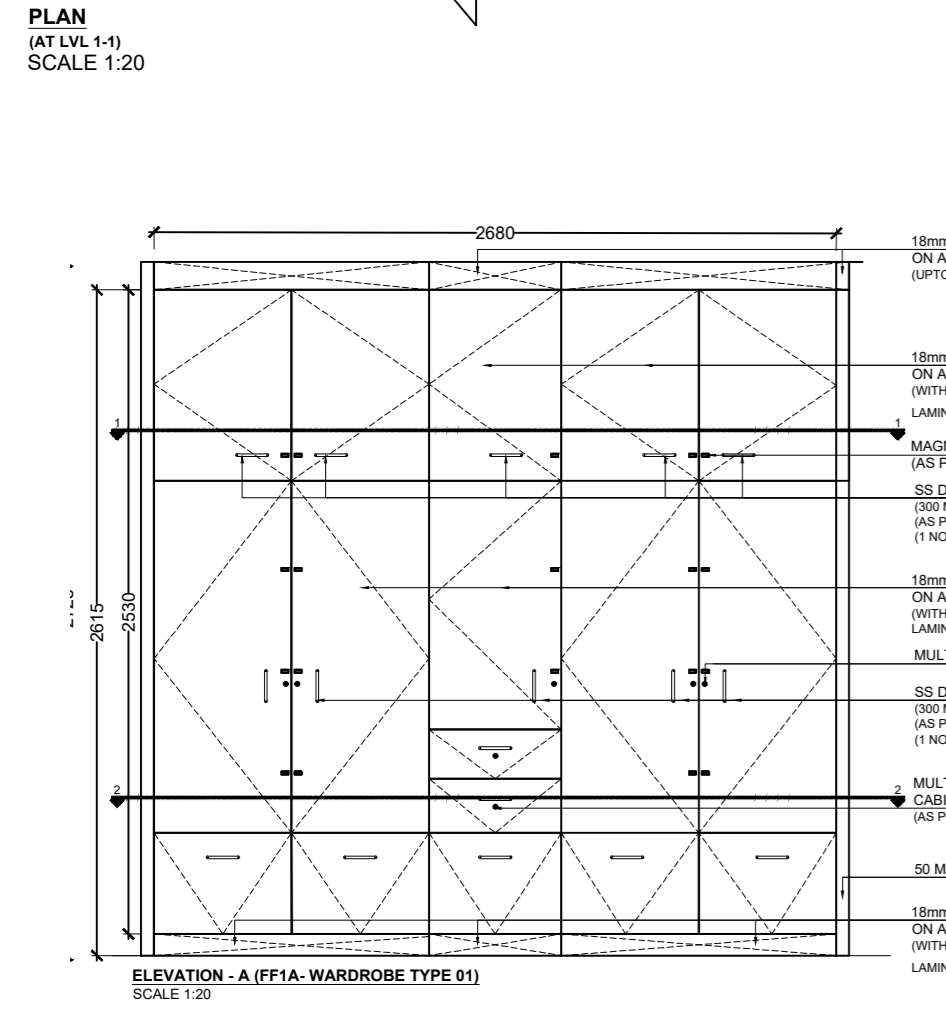 PLAN
(AT LVL 1-1)
SCALE 1:20
2680
18mm
ON A
(UPTO
18mm
ON A
(WITH
LAMIN
1
1
MAGN
(AS P
SS D
(300 M
(AS P
(1 NO
2615
2530
18mm
ON A
(WITH
LAMIN
MULT
SS D
(300 M
(AS P
(1 NO
2
2
MULT
CABI
(AS P
50 M
18mm
ON A
(WITH
LAMIN
ELEVATION - A (FF1A- WARDROBE TYPE 01)
SCALE 1:20